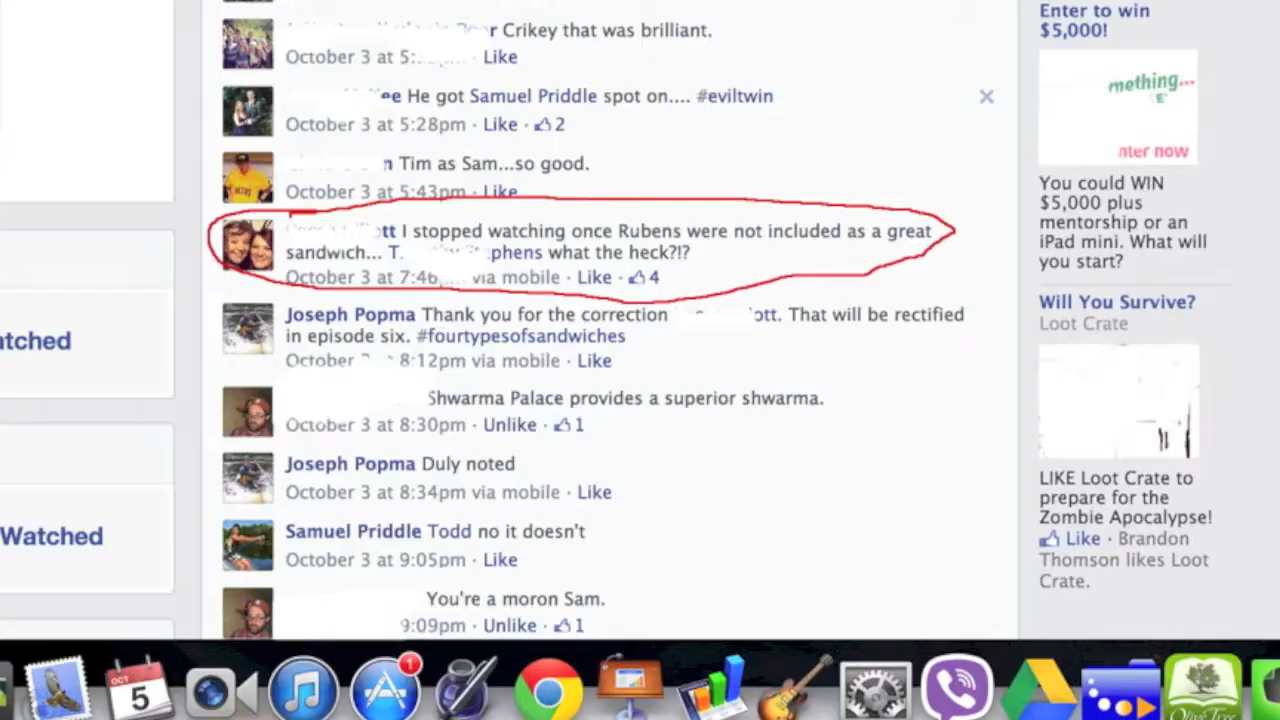 Crikey that was brilliant.
October 3 at 5: · Like
He got Samuel Priddle spot on.... #eviltwin
October 3 at 5:28pm · Like · 2
Tim as Sam...so good.
October 3 at 5:43pm · Like
I stopped watching once Rubens were not included as a great
sandwich... what the heck?!?
October 3 at 7:46 via mobile · Like · 4
Joseph Popma Thank you for the correction That will be rectified
in episode six. #fourtypesofsandwiches
October 8:12pm via mobile · Like
Shwarma Palace provides a superior shwarma.
October 3 at 8:30pm · Unlike · 1
Joseph Popma Duly noted
October 3 at 8:34pm via mobile · Like
Samuel Priddle Todd no it doesn't
October 3 at 9:05pm · Like
You're a moron Sam.
9:09pm · Unlike · 1
Enter to win
$5,000!
mething...
nter now
You could WIN
$5,000 plus
mentorship or an
iPad mini. What will
you start?
Will You Survive?
Loot Crate
LIKE Loot Crate to
prepare for the
Zombie Apocalypse!
Like · Brandon
Thomson likes Loot
Crate.
tched
Watched
OCT
5
1